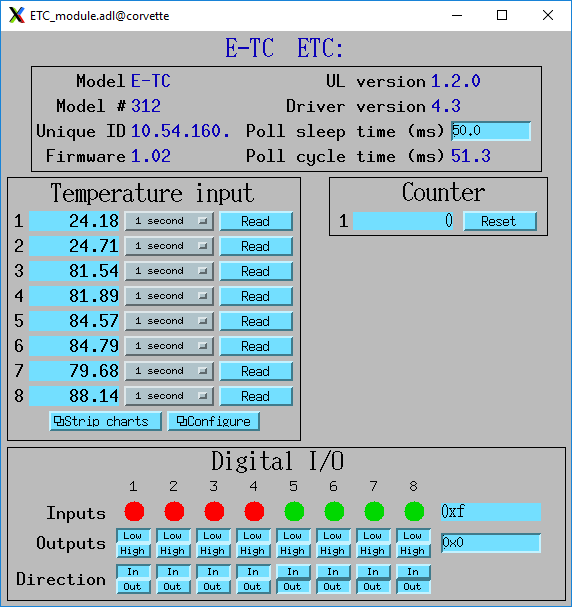 ETC_module.adl@corvette
E-TC ETC:
Model E-TC UL version 1.2.0
Model # 312 Driver version 4.3
Unique ID 10.54.160. Poll sleep time (ms) 50.0
Firmware 1.02 Poll cycle time (ms) 51.3
Temperature input
1 24.18 1 second Read
2 24.71 1 second Read
3 81.54 1 second Read
4 81.89 1 second Read
5 84.57 1 second Read
6 84.79 1 second Read
7 79.68 1 second Read
8 88.14 1 second Read
Strip charts Configure
Counter
1 0 Reset
Digital I/O
1 2 3 4 5 6 7 8
Inputs 0xf
Outputs Low Low Low Low Low Low Low Low 0x0
High High High High High High High High
Direction In In In In In In In In
Out Out Out Out Out Out Out Out